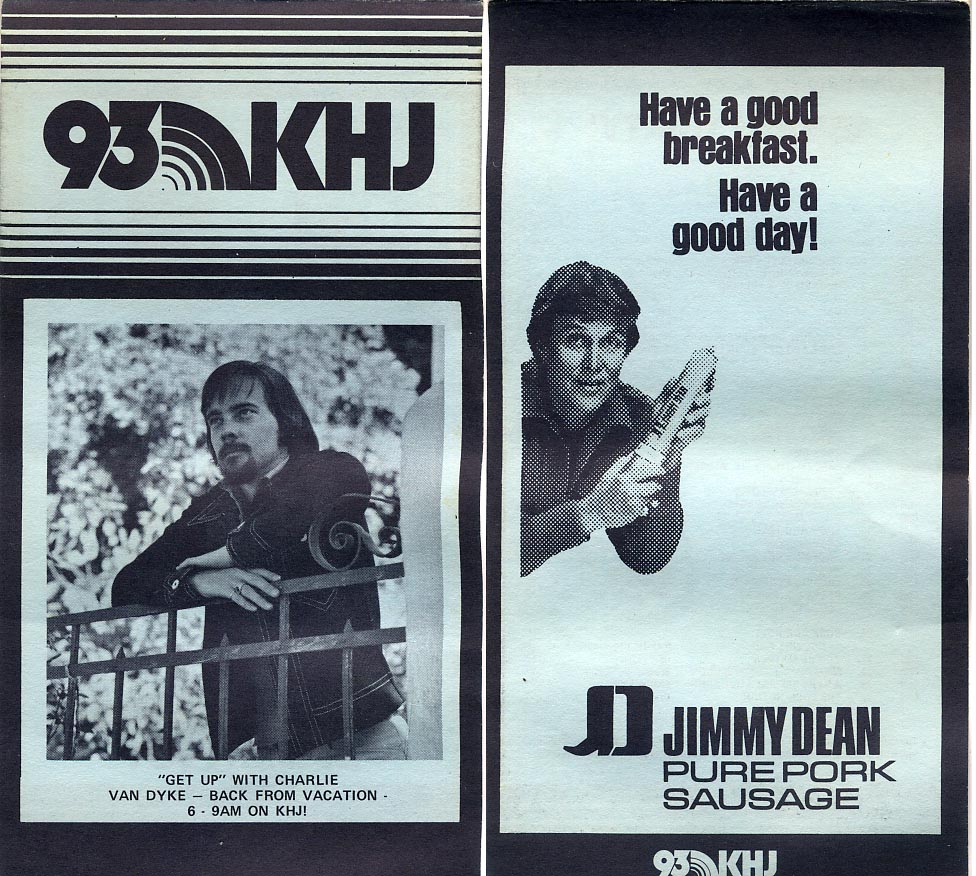 93 KHJ
"GET UP" WITH CHARLIE
VAN DYKE – BACK FROM VACATION -
6 - 9AM ON KHJ!
Have a good
breakfast.
Have a
good day!
JD JIMMY DEAN
PURE PORK
SAUSAGE
93 KHJ